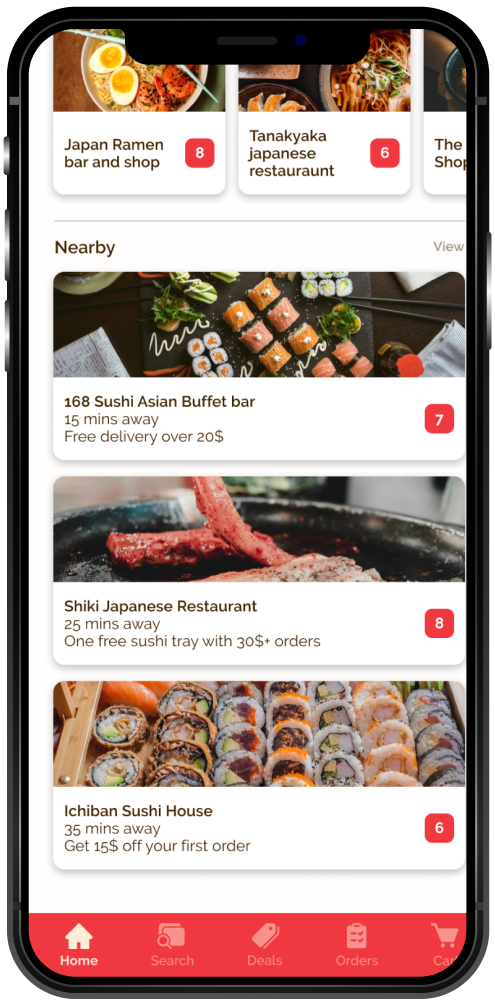 Japan Ramen
bar and shop
8
Tanakyaka
japanese
restauraunt
6
The
Nearby
View
168 Sushi Asian Buffet bar
15 mins away
Free delivery over 20$
7
Shiki Japanese Restaurant
25 mins away
One free sushi tray with 30$+ orders
8
Ichiban Sushi House
35 mins away
Get 15$ off your first order
6
Home
Search
Deals
Orders